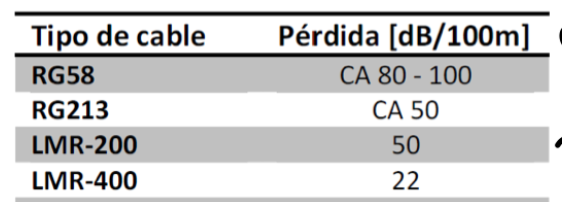 Tipo de cable Pérdida [dB/100m]
RG58 CA 80 - 100
RG213 CA 50
LMR-200 50
LMR-400 22